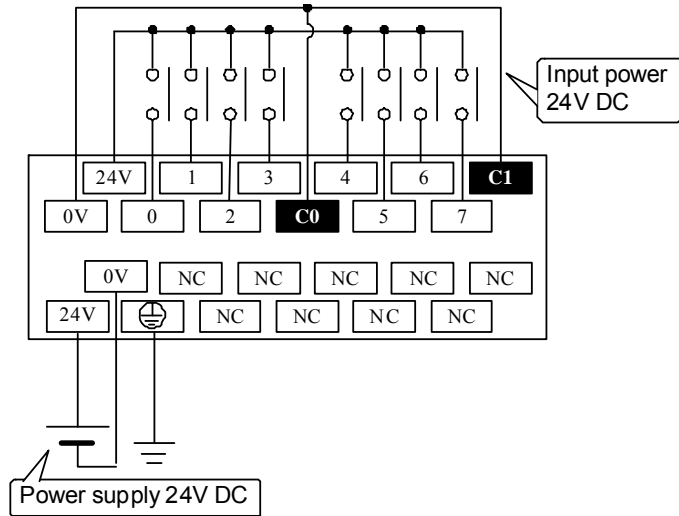 Input power
24V DC
24V 1 3 4 6 C1
0V 0 2 C0 5 7
0V NC NC NC NC NC
24V NC NC NC NC
Power supply 24V DC